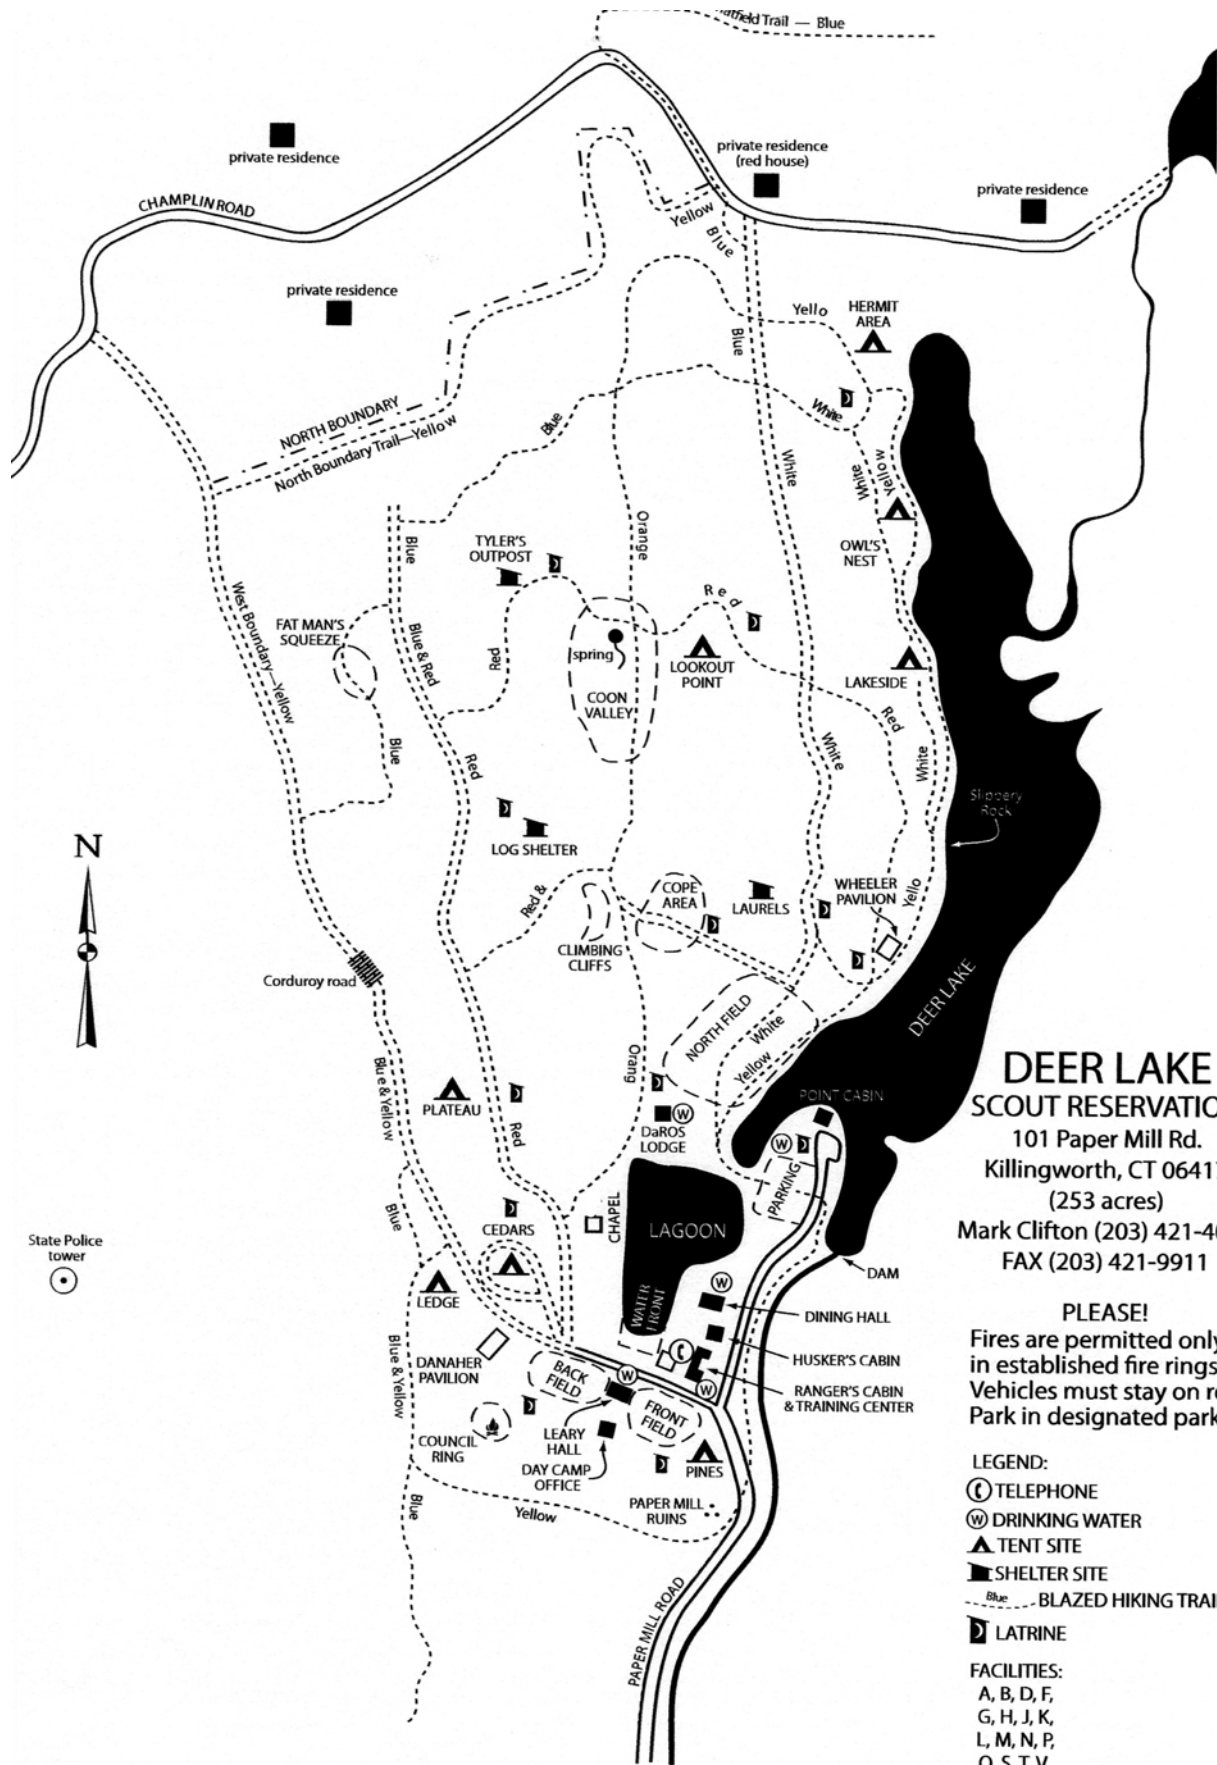 atfield Trail — Blue
private residence
private residence
(red house)
private residence
CHAMPLIN ROAD
Yellow
Blue
private residence
Yello
HERMIT
AREA
Blue
NORTH BOUNDARY
North Boundary Trail—Yellow
Blue
White
White
White
Yellow
Orange
Blue
TYLER'S
OUTPOST
OWL'S
NEST
West Boundary—Yellow
FAT MAN'S
SQUEEZE
Blue & Red
Red
Red
spring
COON
VALLEY
LOOKOUT
POINT
LAKESIDE
Red
Blue
Red
White
White
Slippery
Rock
LOG SHELTER
N
Red &
COPE
AREA
LAURELS
WHEELER
PAVILION
Yello
CLIMBING
CLIFFS
Corduroy road
DEER LAKE
NORTH FIELD
White
Yellow
Orang
Blue & Yellow
PLATEAU
Red
DaROS
LODGE
W
POINT CABIN
W
PARKING
DEER LAKE
SCOUT RESERVATIO
101 Paper Mill Rd.
Killingworth, CT 0641
(253 acres)
Mark Clifton (203) 421-4
FAX (203) 421-9911
Blue
CEDARS
CHAPEL
LAGOON
State Police
tower
LEDGE
DAM
W
WATER
FRONT
DINING HALL
HUSKER'S CABIN
RANGER'S CABIN
& TRAINING CENTER
DANAHER
PAVILION
Blue & Yellow
BACK
FIELD
W
W
FRONT
FIELD
COUNCIL
RING
LEARY
HALL
DAY CAMP
OFFICE
PINES
Blue
Yellow
PAPER MILL
RUINS
PAPER MILL ROAD
PLEASE!
Fires are permitted only
in established fire rings
Vehicles must stay on r
Park in designated park
LEGEND:
TELEPHONE
W DRINKING WATER
TENT SITE
SHELTER SITE
Blue BLAZED HIKING TRAI
LATRINE
FACILITIES:
A, B, D, F,
G, H, J, K,
L, M, N, P,
Q, S, T, V